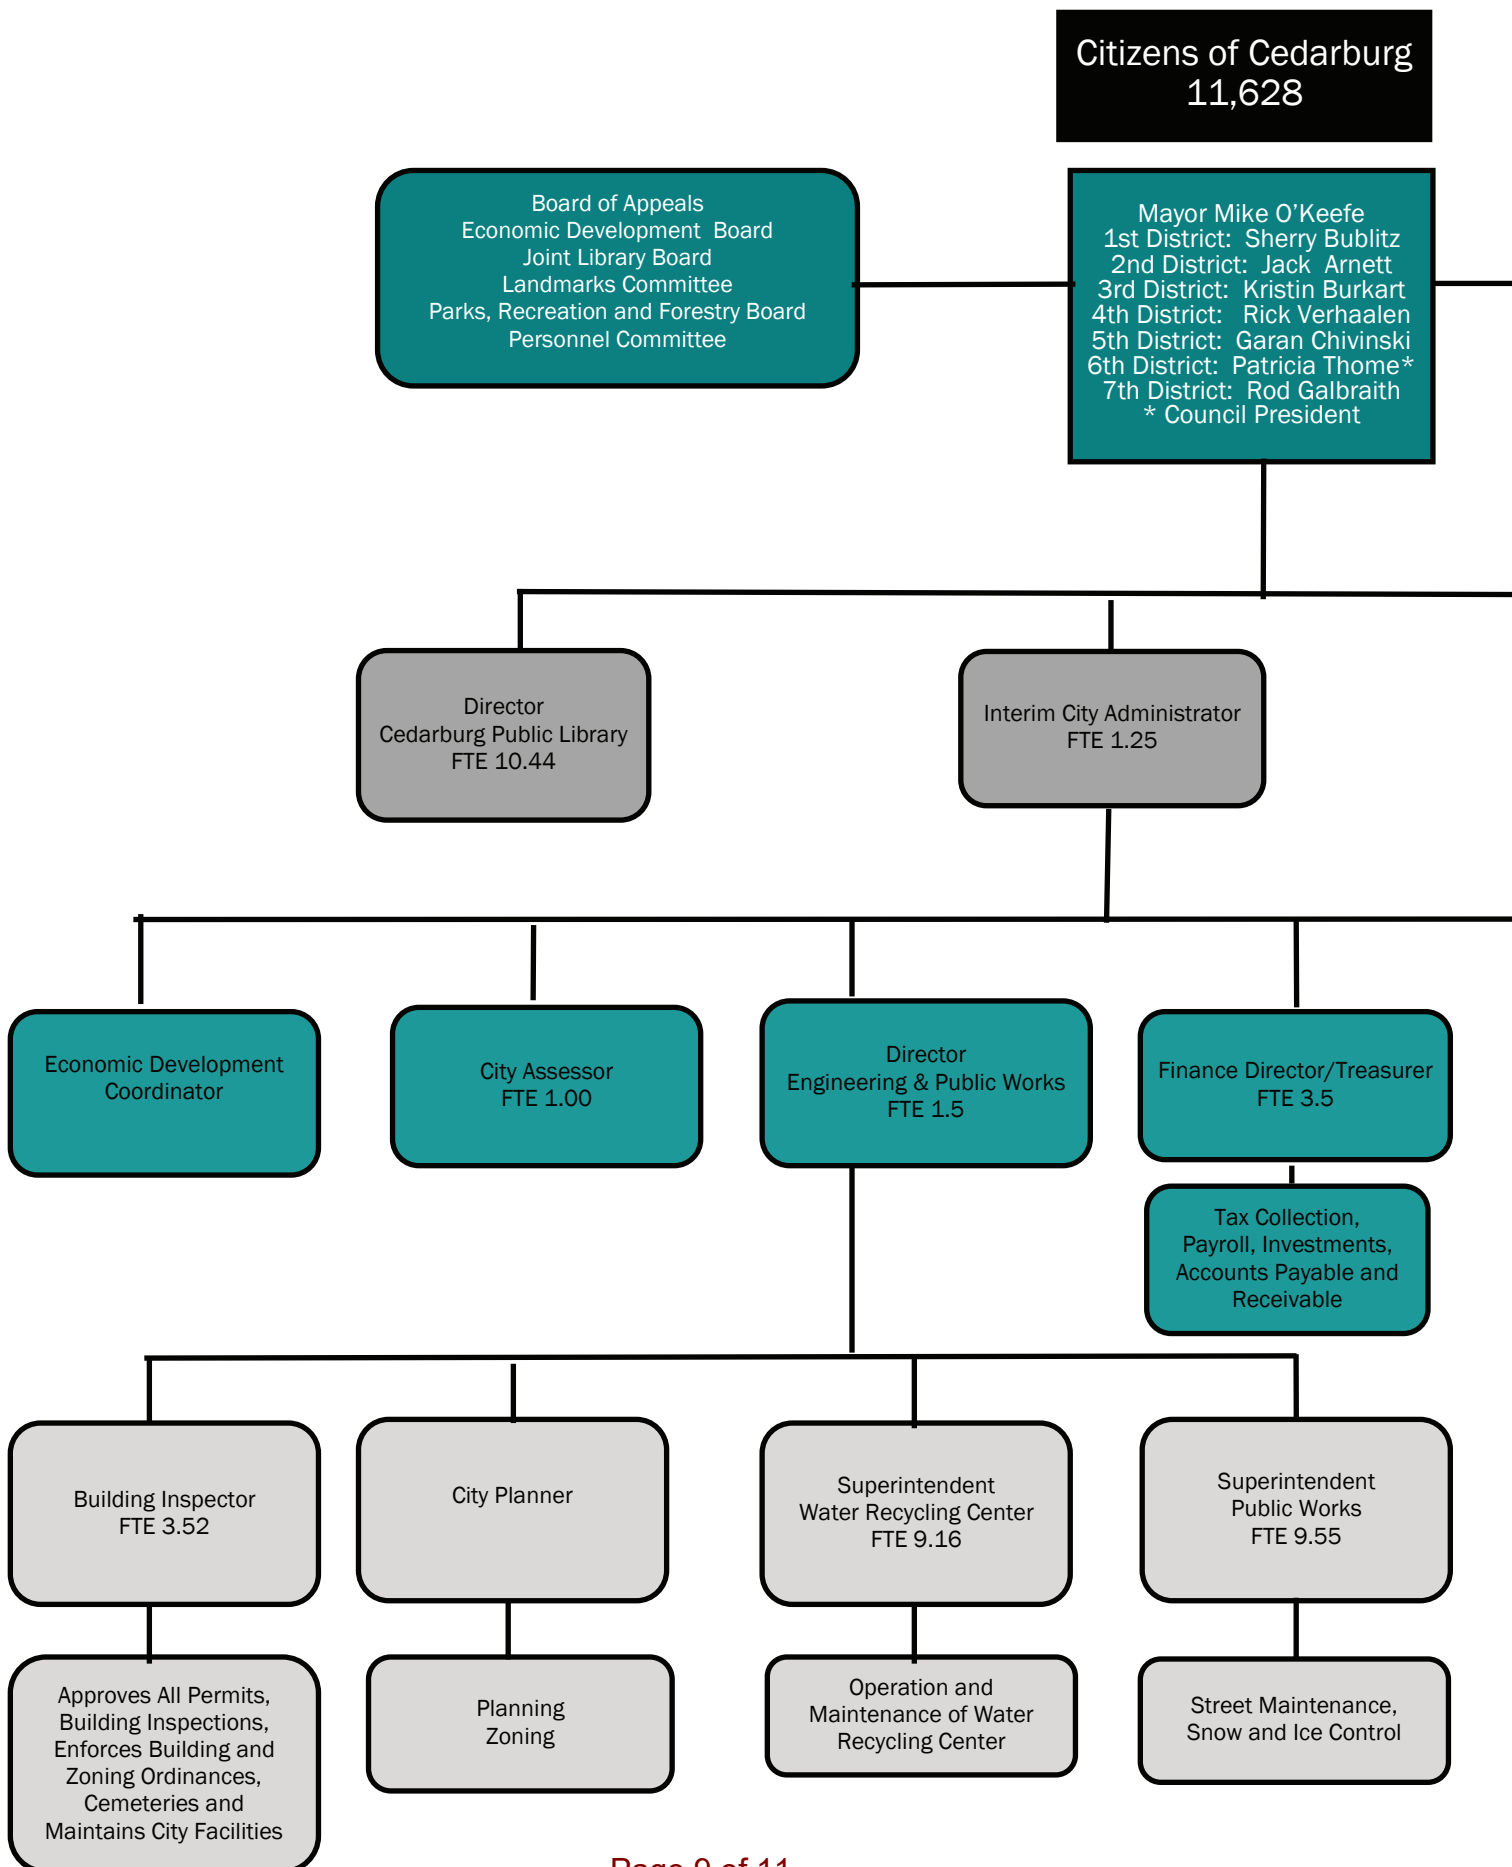 Citizens of Cedarburg
11,628
Board of Appeals
Economic Development Board
Joint Library Board
Landmarks Committee
Parks, Recreation and Forestry Board
Personnel Committee
Mayor Mike O'Keefe
1st District: Sherry Bublitz
2nd District: Jack Arnett
3rd District: Kristin Burkart
4th District: Rick Verhaalen
5th District: Garan Chivinski
6th District: Patricia Thome*
7th District: Rod Galbraith
* Council President
Director
Cedarburg Public Library
FTE 10.44
Interim City Administrator
FTE 1.25
Economic Development
Coordinator
City Assessor
FTE 1.00
Director
Engineering & Public Works
FTE 1.5
Finance Director/Treasurer
FTE 3.5
Tax Collection,
Payroll, Investments,
Accounts Payable and
Receivable
Building Inspector
FTE 3.52
City Planner
Superintendent
Water Recycling Center
FTE 9.16
Superintendent
Public Works
FTE 9.55
Approves All Permits,
Building Inspections,
Enforces Building and
Zoning Ordinances,
Cemeteries and
Maintains City Facilities
Planning
Zoning
Operation and
Maintenance of Water
Recycling Center
Street Maintenance,
Snow and Ice Control
Page 9 of 11